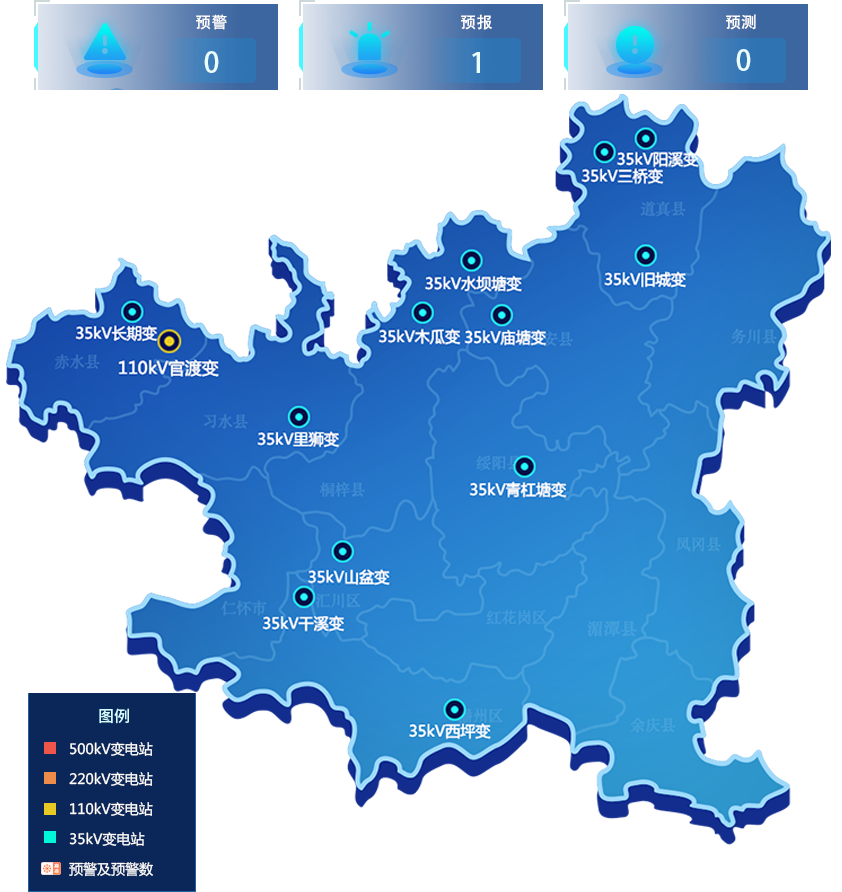 预警
0
预报
1
预测
0
35kV阳溪变
35kV三桥变
道真县
35kV旧城变
35kV水坝塘变
35kV长期变
35kV木瓜变
35kV庙塘变
安县
务川县
赤水县
110kV官渡变
习水县
35kV里狮变
绥阳县
桐梓县
35kV青杠塘变
凤冈县
35kV山盆变
仁怀市
汇川区
35kV干溪变
红花岗区
湄潭县
播州区
35kV西坪变
余庆县
图例
500kV变电站
220kV变电站
110kV变电站
35kV变电站
预警及预警数